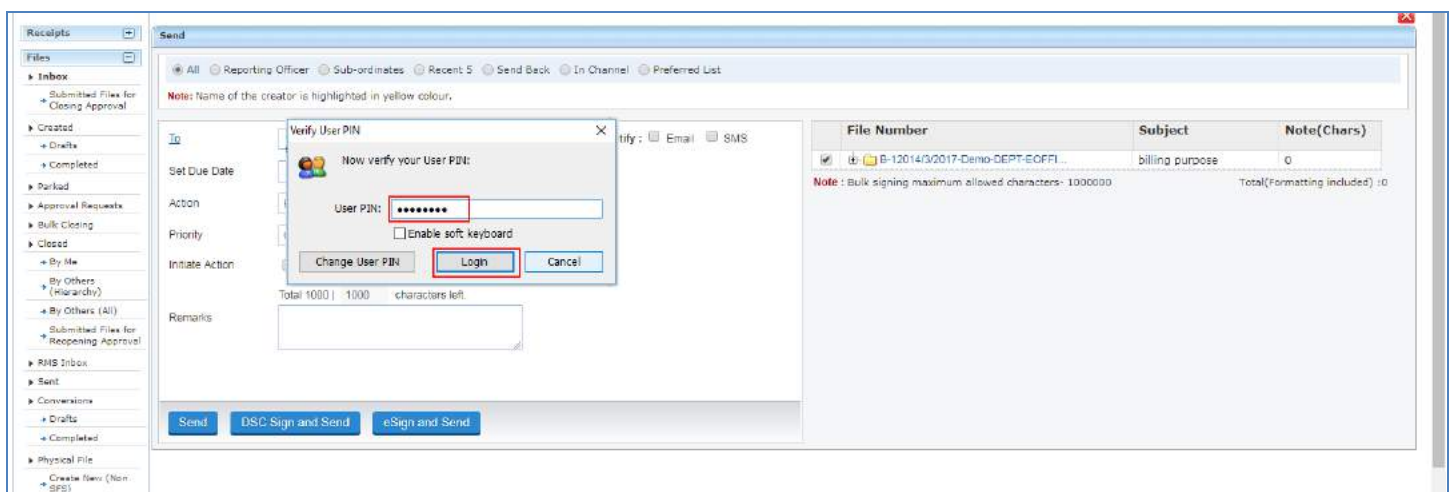 Receipts
Files
Inbox
Submitted Files for
Closing Approval
Created
Drafts
Completed
Parked
Approval Requests
Bulk Closing
Closed
By Me
By Others
(Hierarchy)
By Others (All)
Submitted Files for
Reopening Approval
RMS Inbox
Sent
Conversions
Drafts
Completed
Physical File
Create New (Non
SFS)
Send
All Reporting Officer Sub-ordinates Recent 5 Send Back In Channel Preferred List
Note: Name of the creator is highlighted in yellow colour.
To
tify : Email SMS
Set Due Date
Action
Priority
Initiate Action
Total 1000 | 1000 characters left
Remarks
Verify User PIN
Now verify your User PIN:
User PIN: ••••••••
Enable soft keyboard
Change User PIN Login Cancel
Send DSC Sign and Send eSign and Send
File Number Subject Note(Chars)
B-12014/3/2017-Demo-DEPT-EOFFI... billing purpose 0
Note : Bulk signing maximum allowed characters- 1000000 Total(Formatting included) :0